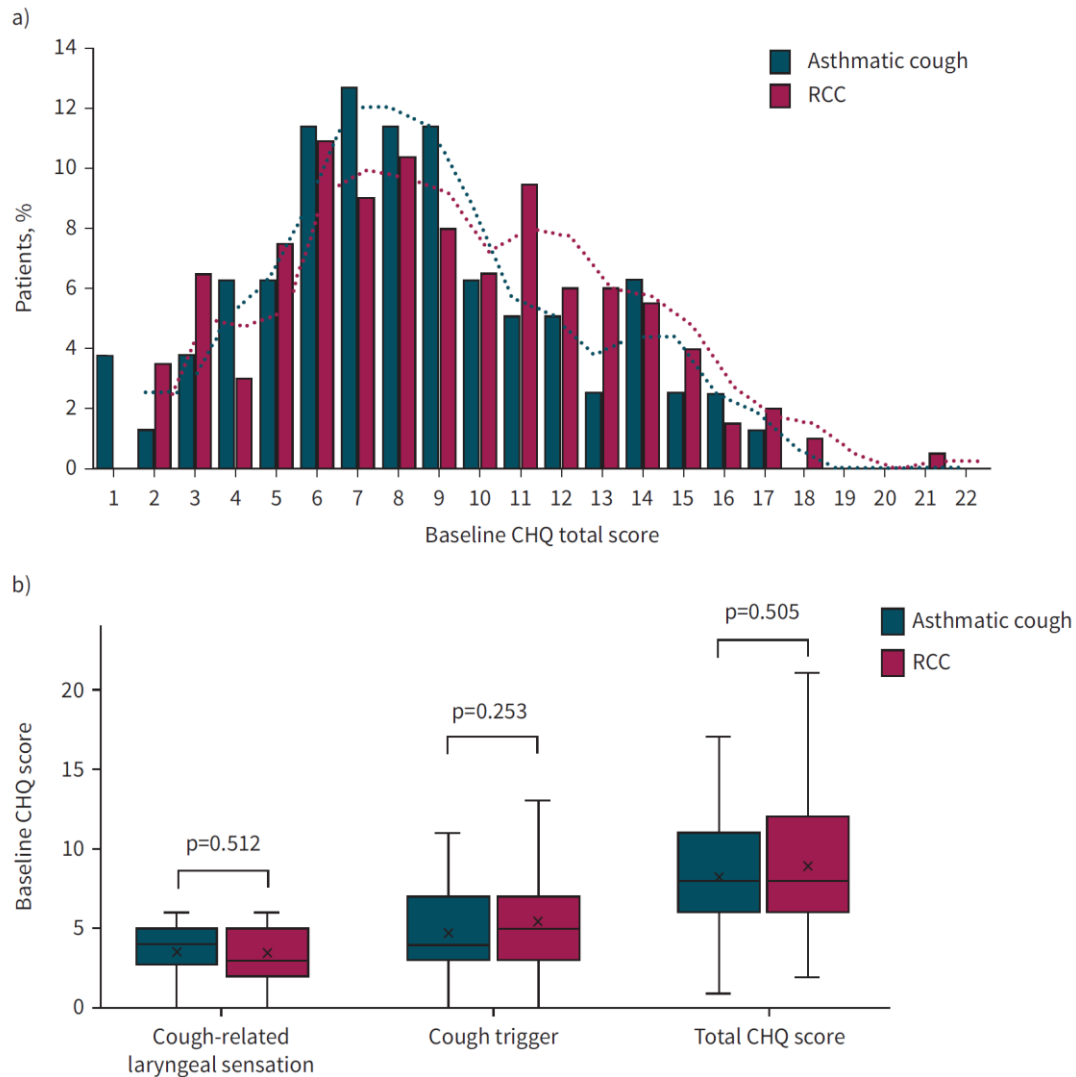 a)
14
12
10
8
6
4
2
0
Patients, %
Asthmatic cough
RCC
1 2 3 4 5 6 7 8 9 10 11 12 13 14 15 16 17 18 19 20 21 22
Baseline CHQ total score
b)
p=0.505
Asthmatic cough
RCC
p=0.253
p=0.512
20
15
10
5
0
Baseline CHQ score
Cough-related
laryngeal sensation
Cough trigger
Total CHQ score